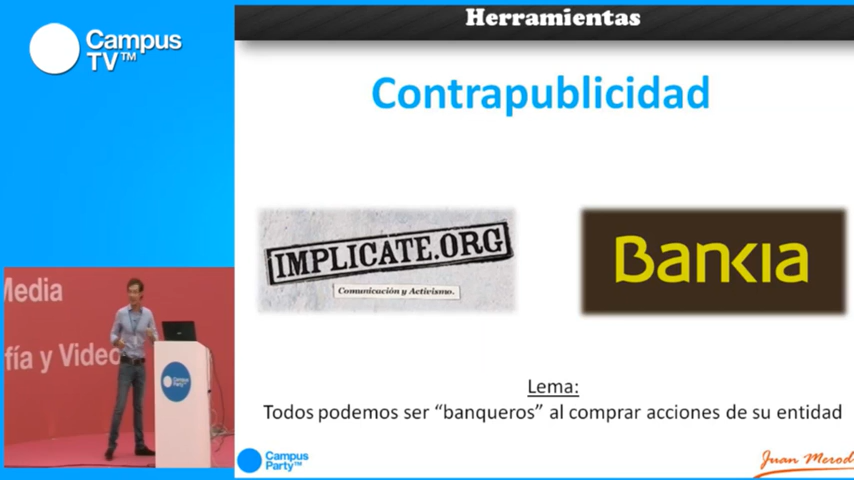 Campus
TV™
Herramientas
Contrapublicidad
IMPLICATE.ORG
Comunicación y Activismo.
Bankia
Media
fía y Video
Campus
Party™
Lema:
Todos podemos ser “banqueros” al comprar acciones de su entidad
Campus
Party™
Juan Merod